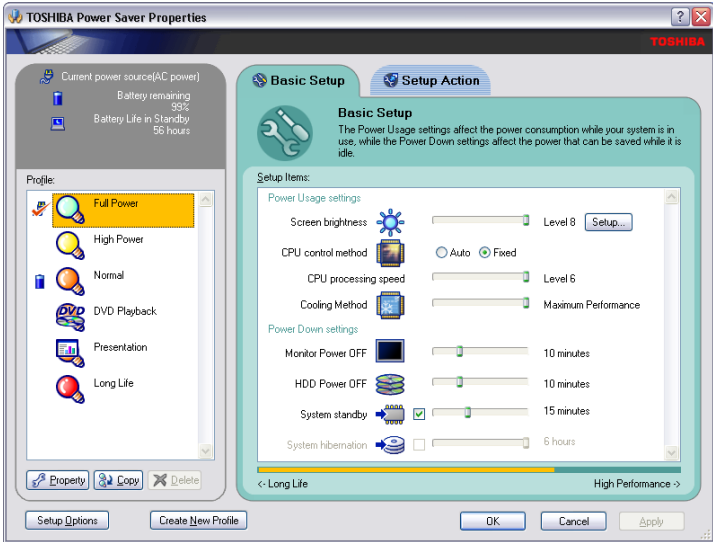 TOSHIBA Power Saver Properties
TOSHIBA
Current power source(AC power)
Battery remaining
99%
Battery Life in Standby
56 hours
Profile:
Full Power
High Power
Normal
DVD
DVD Playback
Presentation
Long Life
Property
Copy
Delete
Basic Setup
Setup Action
Basic Setup
The Power Usage settings affect the power consumption while your system is in
use, while the Power Down settings affect the power that can be saved while it is
idle.
Setup Items:
Power Usage settings
Screen brightness Level 8 Setup...
CPU control method Auto Fixed
CPU processing speed Level 6
Cooling Method Maximum Performance
Power Down settings
Monitor Power OFF 10 minutes
HDD Power OFF 10 minutes
System standby 15 minutes
System hibernation 6 hours
<- Long Life High Performance ->
Setup Options Create New Profile OK Cancel Apply